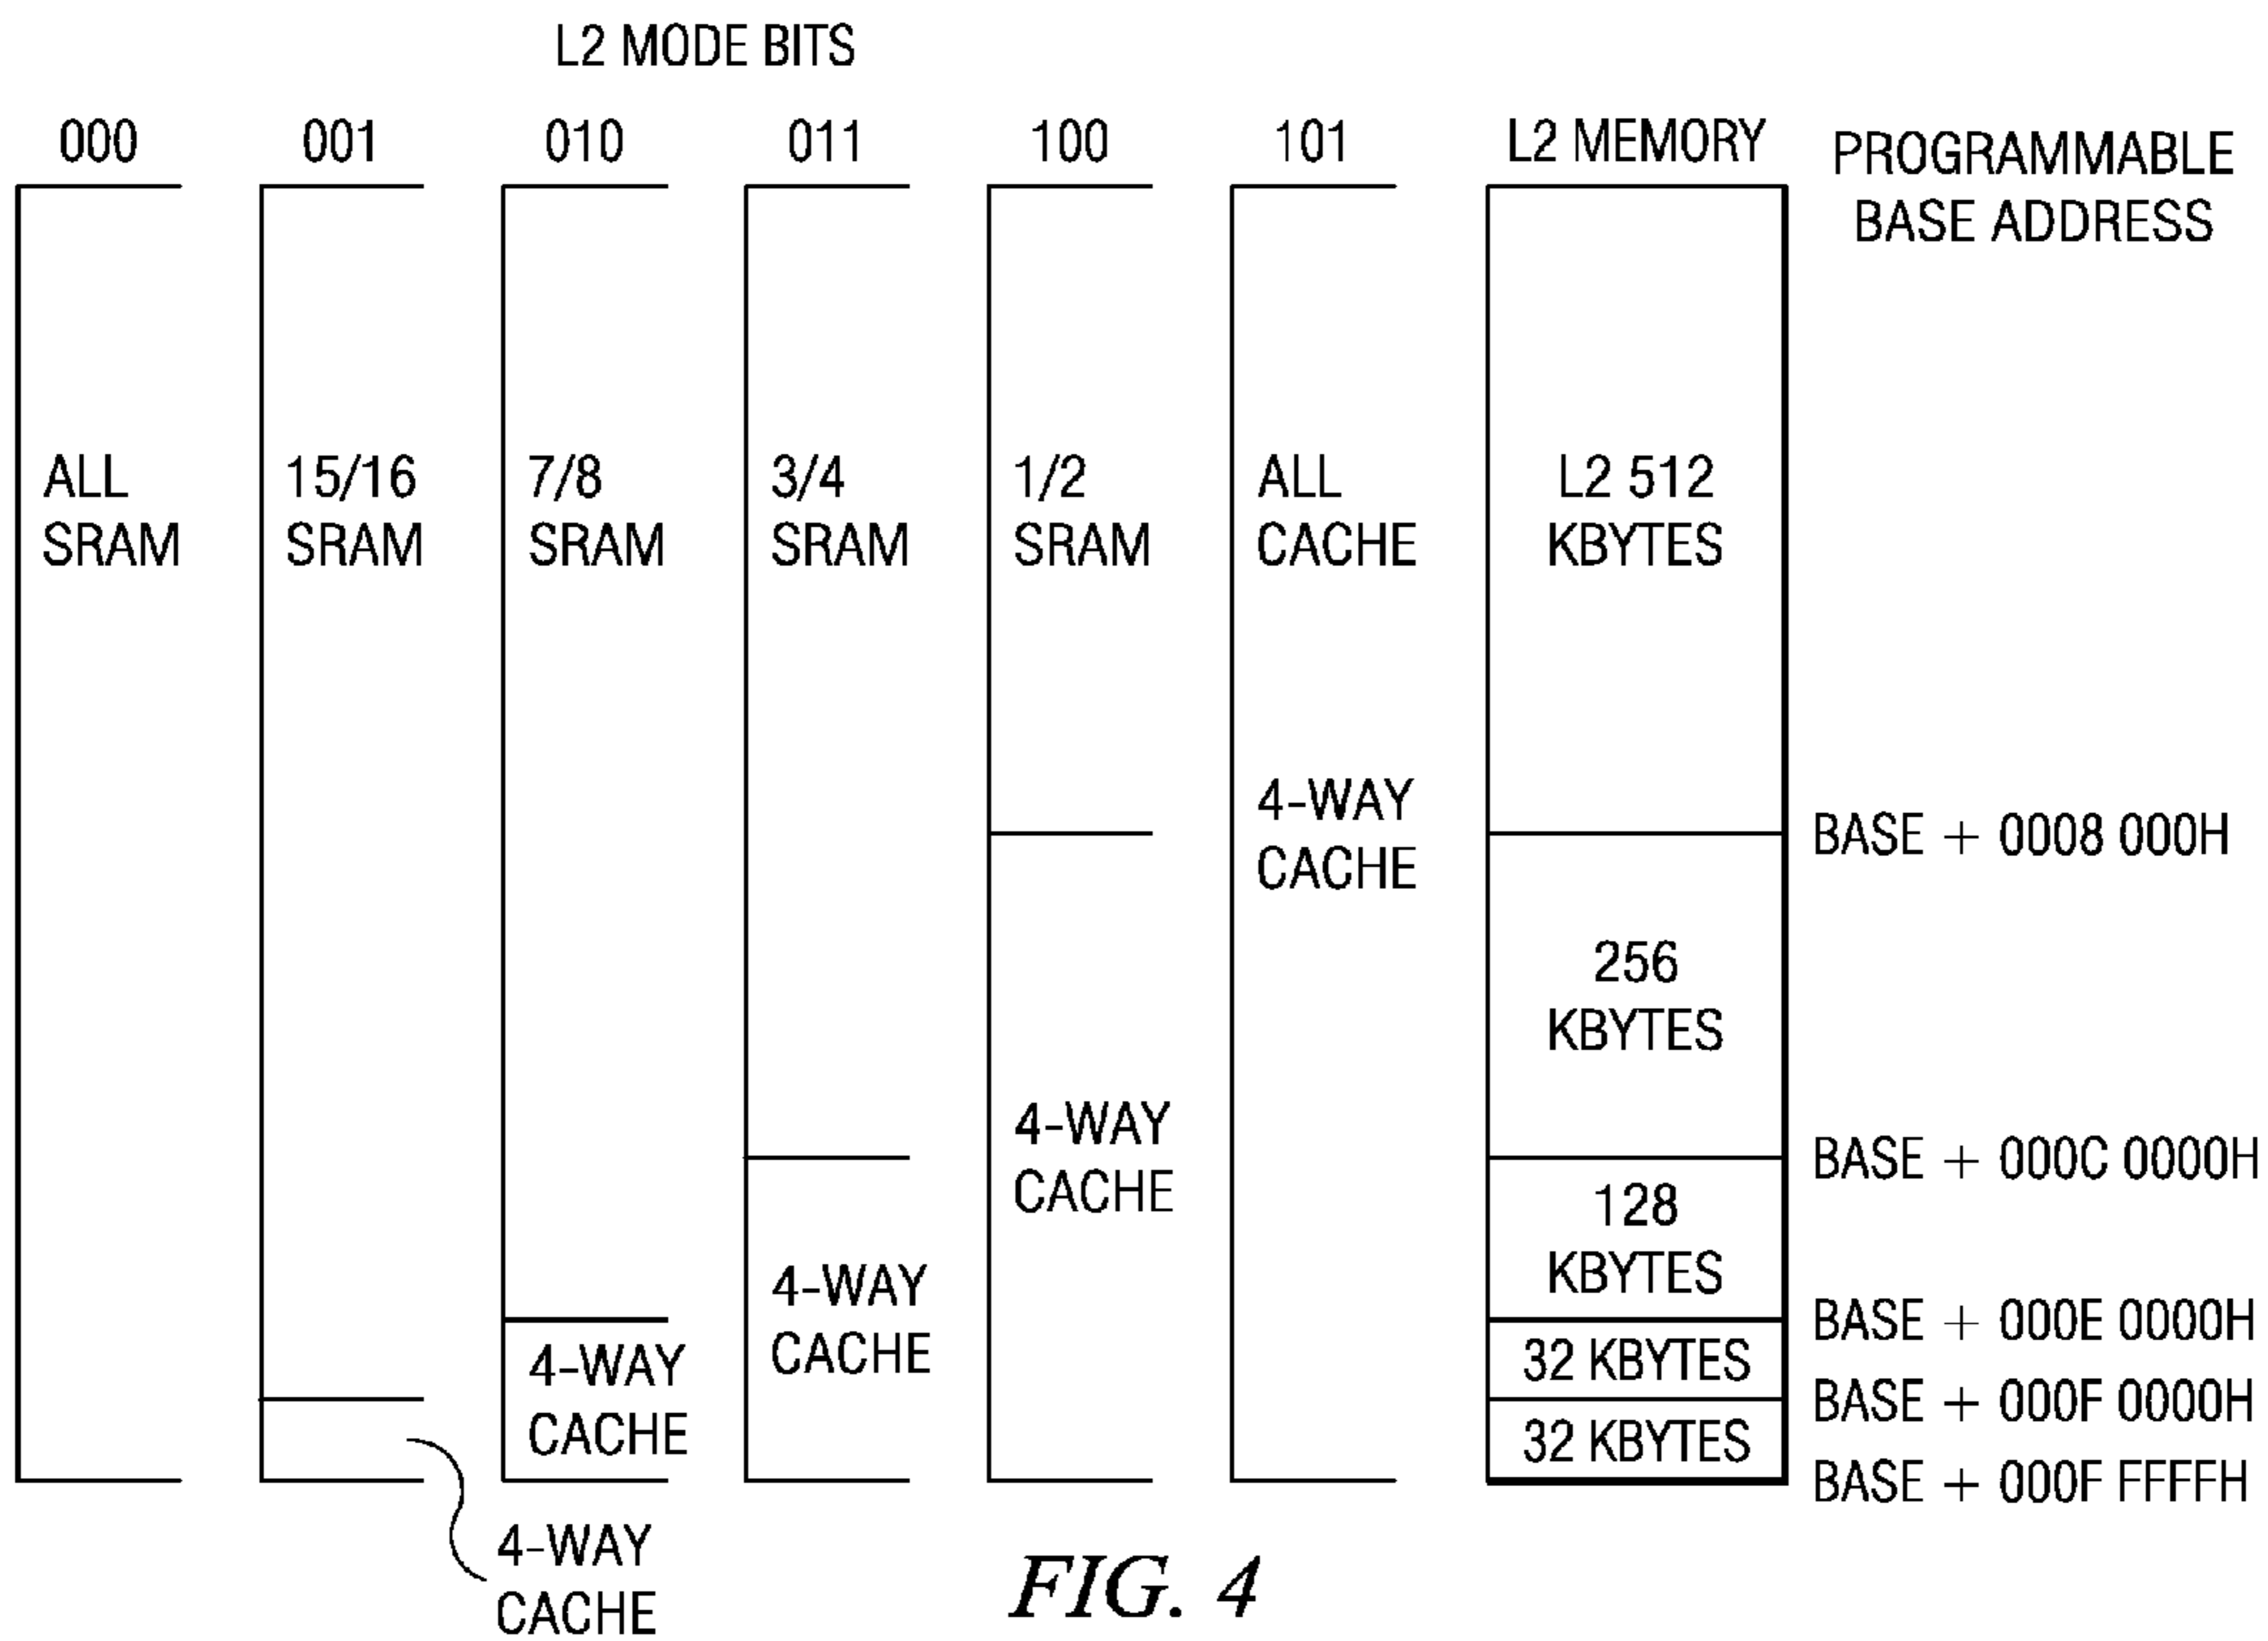 L2 MODE BITS
000 001 010 011 100 101 L2 MEMORY PROGRAMMABLE
BASE ADDRESS
ALL 15/16 7/8 3/4 1/2 ALL L2 512
SRAM SRAM SRAM SRAM SRAM CACHE KBYTES
4-WAY
CACHE
BASE + 0008 000H
256
KBYTES
4-WAY
CACHE
BASE + 000C 0000H
128
KBYTES
4-WAY
CACHE
BASE + 000E 0000H
4-WAY
CACHE
32 KBYTES
BASE + 000F 0000H
32 KBYTES
BASE + 000F FFFFH
4-WAY
CACHE
FIG. 4